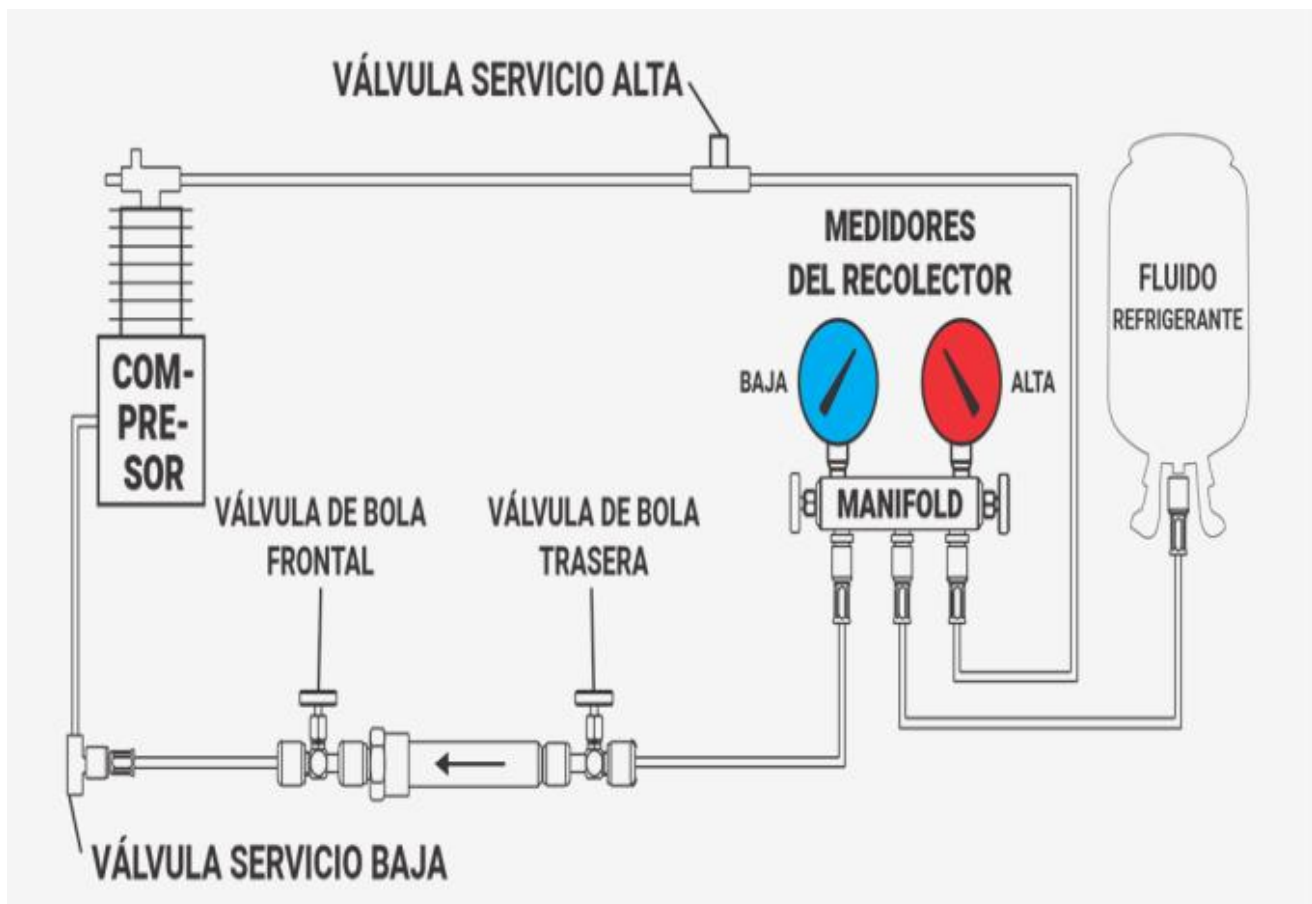 VÁLVULA SERVICIO ALTA
MEDIDORES
DEL RECOLECTOR
FLUIDO
REFRIGERANTE
BAJA
ALTA
COM-
PRE-
SOR
MANIFOLD
VÁLVULA DE BOLA
FRONTAL
VÁLVULA DE BOLA
TRASERA
VÁLVULA SERVICIO BAJA